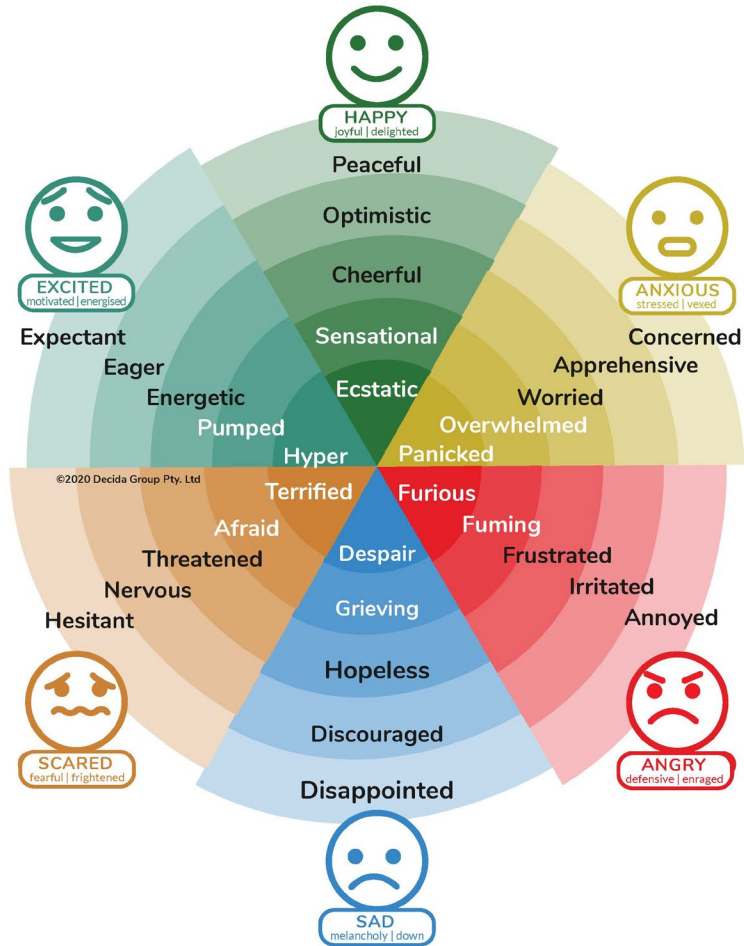 HAPPY
joyful | delighted
Peaceful
Optimistic
Cheerful
Sensational
Ecstatic
EXCITED
motivated | energised
Expectant
Eager
Energetic
Pumped
Hyper
ANXIOUS
stressed | vexed
Concerned
Apprehensive
Worried
Overwhelmed
Panicked
©2020 Decida Group Pty. Ltd
Terrified
Afraid
Threatened
Nervous
Hesitant
SCARED
fearful | frightened
Despair
Grieving
Hopeless
Discouraged
Disappointed
SAD
melancholy | down
Furious
Fuming
Frustrated
Irritated
Annoyed
ANGRY
defensive | enraged